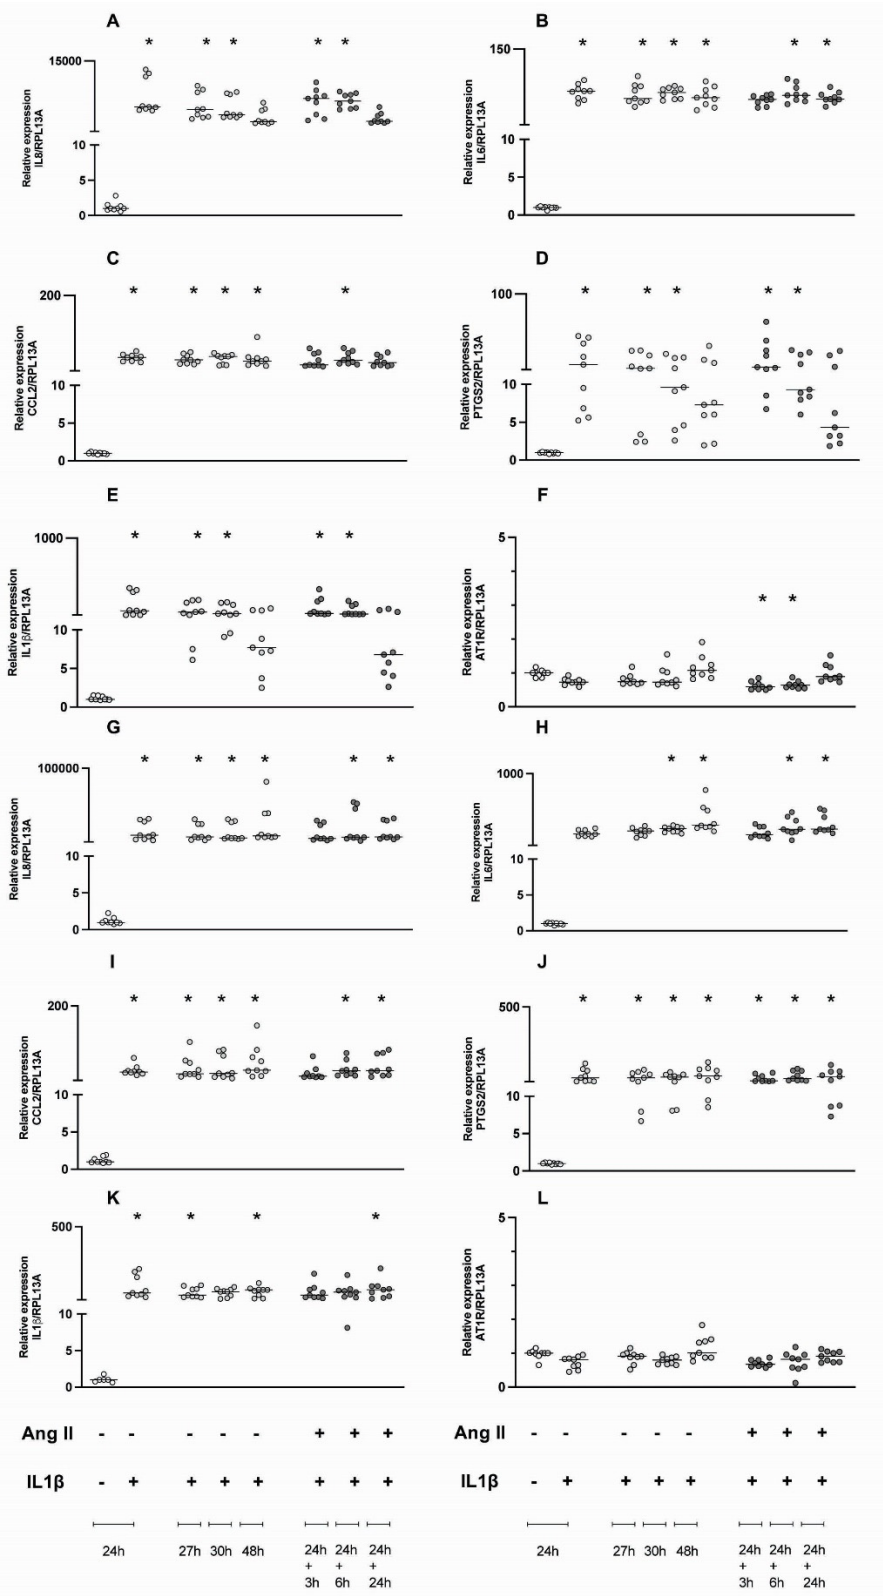 A
Relative expression
IL8/RPL13A
15000
10
5
0
* * * * *
B
Relative expression
IL6/RPL13A
150
10
5
0
* * * * * *
C
Relative expression
CCL2/RPL13A
200
10
5
0
* * * * *
D
Relative expression
PTGS2/RPL13A
100
10
5
0
* * * * *
E
Relative expression
IL1β/RPL13A
1000
10
5
0
* * * * *
F
Relative expression
AT1R/RPL13A
5
0
* *
G
Relative expression
IL8/RPL13A
100000
10
5
0
* * * * * *
H
Relative expression
IL6/RPL13A
1000
10
5
0
* * * *
I
Relative expression
CCL2/RPL13A
200
10
5
0
* * * * * *
J
Relative expression
PTGS2/RPL13A
500
10
5
0
* * * * * * *
K
Relative expression
IL1β/RPL13A
500
10
5
0
* * * *
L
Relative expression
AT1R/RPL13A
5
0
Ang II - - - - - + + +
IL1β - + + + + + + +
24h 27h 30h 48h 24h 24h 24h
+ + +
3h 6h 24h
Ang II - - - - - + + +
IL1β - + + + + + + +
24h 27h 30h 48h 24h 24h 24h
+ + +
3h 6h 24h